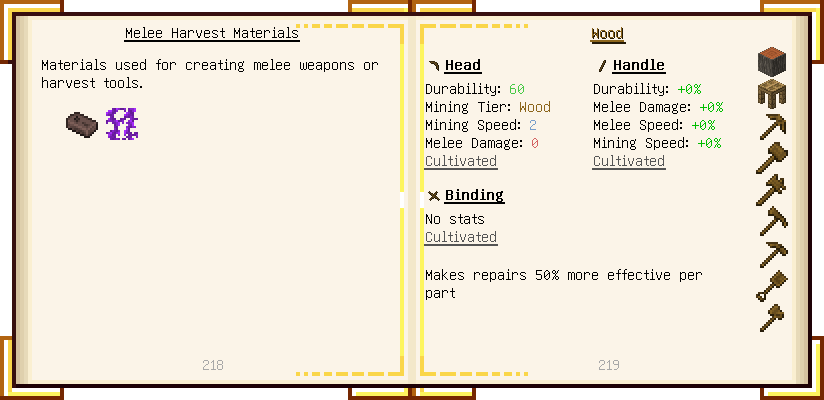 Melee Harvest Materials
Materials used for creating melee weapons or
harvest tools.
218
Wood
Head
Durability: 60
Mining Tier: Wood
Mining Speed: 2
Melee Damage: 0
Cultivated
Handle
Durability: +0%
Melee Damage: +0%
Melee Speed: +0%
Mining Speed: +0%
Cultivated
Binding
No stats
Cultivated
Makes repairs 50% more effective per
part
219